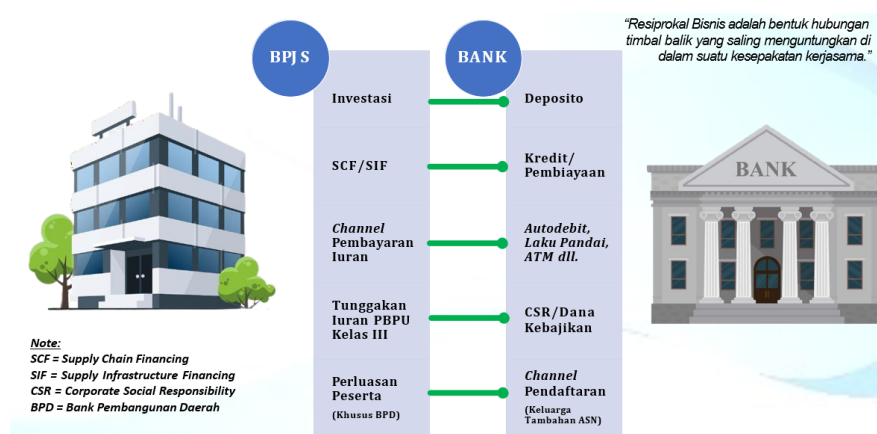 “Resiprokal Bisnis adalah bentuk hubungan
timbal balik yang saling menguntungkan di
dalam suatu kesepakatan kerjasama.”
BPJS
BANK
Investasi
Deposito
SCF/SIF
Kredit/
Pembiayaan
Channel
Pembayaran
Iuran
Autodebit,
Laku Pandai,
ATM dll.
Tunggakan
Iuran PBPU
Kelas III
CSR/Dana
Kebajikan
Perluasan
Peserta
(Khusus BPD)
Channel
Pendaftaran
(Keluarga
Tambahan ASN)
BANK
Note:
SCF = Supply Chain Financing
SIF = Supply Infrastructure Financing
CSR = Corporate Social Responsibility
BPD = Bank Pembangunan Daerah